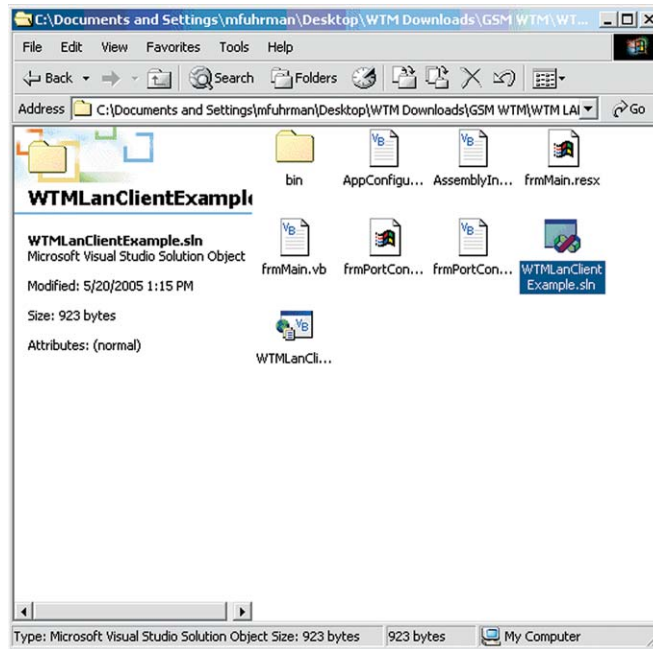 C:\Documents and Settings\mfuhrman\Desktop\WTM Downloads\GSM WTM\WT...
File Edit View Favorites Tools Help
Back Search Folders
Address C:\Documents and Settings\mfuhrman\Desktop\WTM Downloads\GSM WTM\WTM LAI Go
WTMLanClientExample
WTMLanClientExample.sln
Microsoft Visual Studio Solution Object
Modified: 5/20/2005 1:15 PM
Size: 923 bytes
Attributes: (normal)
bin AppConfigu... AssemblyIn... frmMain.resx
frmMain.vb frmPortCon... frmPortCon... WTMLanClient
Example.sln
WTMLanCli...
Type: Microsoft Visual Studio Solution Object Size: 923 bytes 923 bytes My Computer